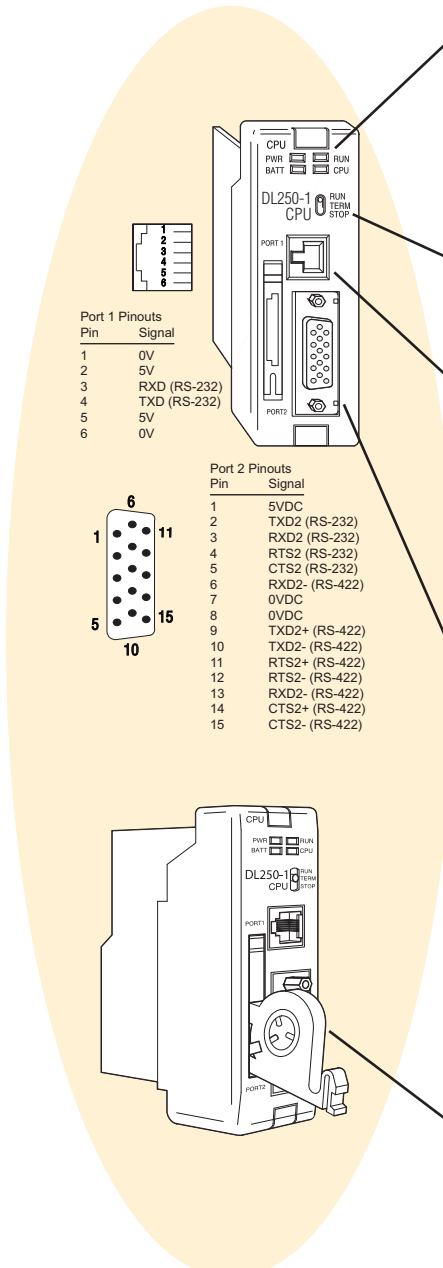 CPU
PWR RUN
BATT CPU
DL250-1 RUN
CPU TERM
STOP
PORT 1
PORT2
1
2
3
4
5
6
Port 1 Pinouts
Pin Signal
1 0V
2 5V
3 RXD (RS-232)
4 TXD (RS-232)
5 5V
6 0V
6
1 11
5 15
10
Port 2 Pinouts
Pin Signal
1 5VDC
2 TXD2 (RS-232)
3 RXD2 (RS-232)
4 RTS2 (RS-232)
5 CTS2 (RS-232)
6 RXD2- (RS-422)
7 0VDC
8 0VDC
9 TXD2+ (RS-422)
10 TXD2- (RS-422)
11 RTS2+ (RS-422)
12 RTS2- (RS-422)
13 RXD2- (RS-422)
14 CTS2+ (RS-422)
15 CTS2- (RS-422)
CPU
PWR RUN
BATT CPU
DL250-1 RUN
CPU TERM
STOP
PORT1
PORT2